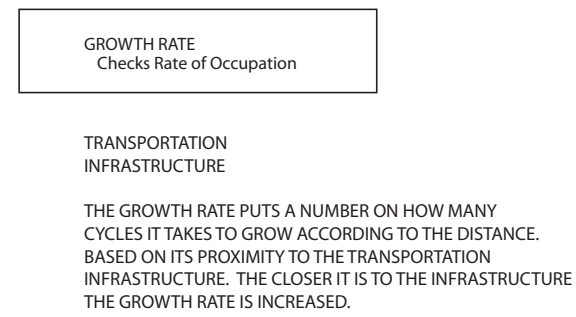 GROWTH RATE
Checks Rate of Occupation
TRANSPORTATION
INFRASTRUCTURE
THE GROWTH RATE PUTS A NUMBER ON HOW MANY
CYCLES IT TAKES TO GROW ACCORDING TO THE DISTANCE.
BASED ON ITS PROXIMITY TO THE TRANSPORTATION
INFRASTRUCTURE. THE CLOSER IT IS TO THE INFRASTRUCTURE
THE GROWTH RATE IS INCREASED.